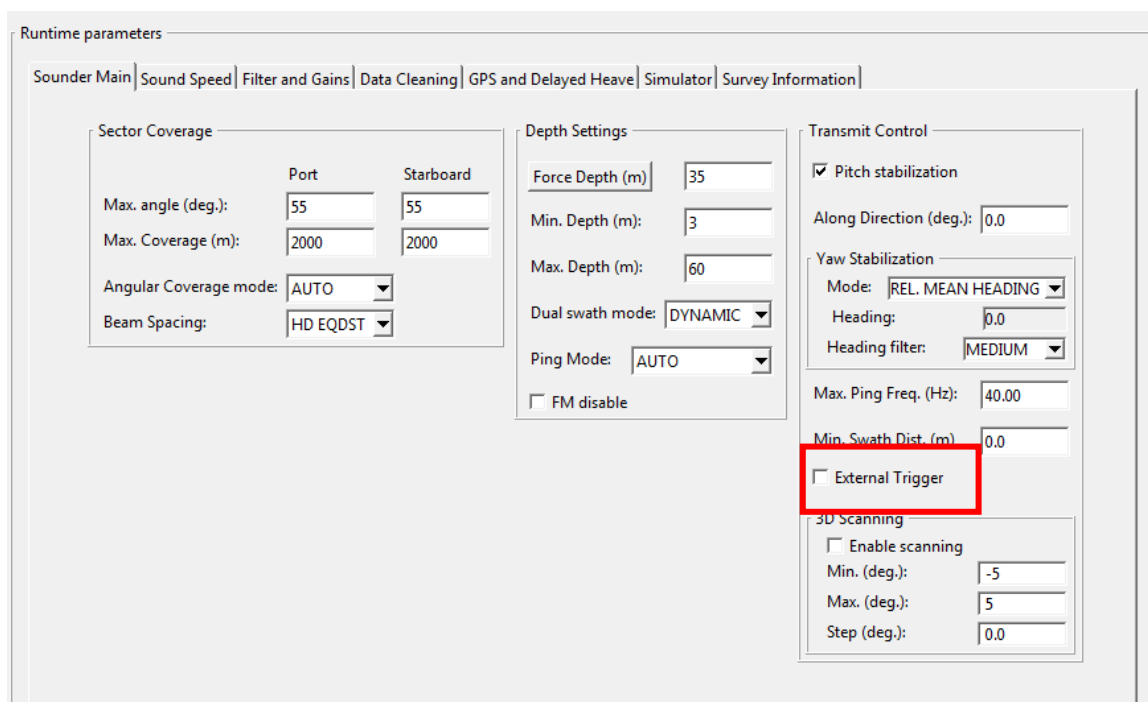 Runtime parameters
Sounder Main Sound Speed Filter and Gains Data Cleaning GPS and Delayed Heave Simulator Survey Information
Sector Coverage
Port Starboard
Max. angle (deg.): 55 55
Max. Coverage (m): 2000 2000
Angular Coverage mode: AUTO
Beam Spacing: HD EQDST
Depth Settings
Force Depth (m) 35
Min. Depth (m): 3
Max. Depth (m): 60
Dual swath mode: DYNAMIC
Ping Mode: AUTO
FM disable
Transmit Control
Pitch stabilization
Along Direction (deg.): 0.0
Yaw Stabilization
Mode: REL. MEAN HEADING
Heading: 0.0
Heading filter: MEDIUM
Max. Ping Freq. (Hz): 40.00
Min. Swath Dist. (m) 0.0
External Trigger
3D Scanning
Enable scanning
Min. (deg.): -5
Max. (deg.): 5
Step (deg.): 0.0